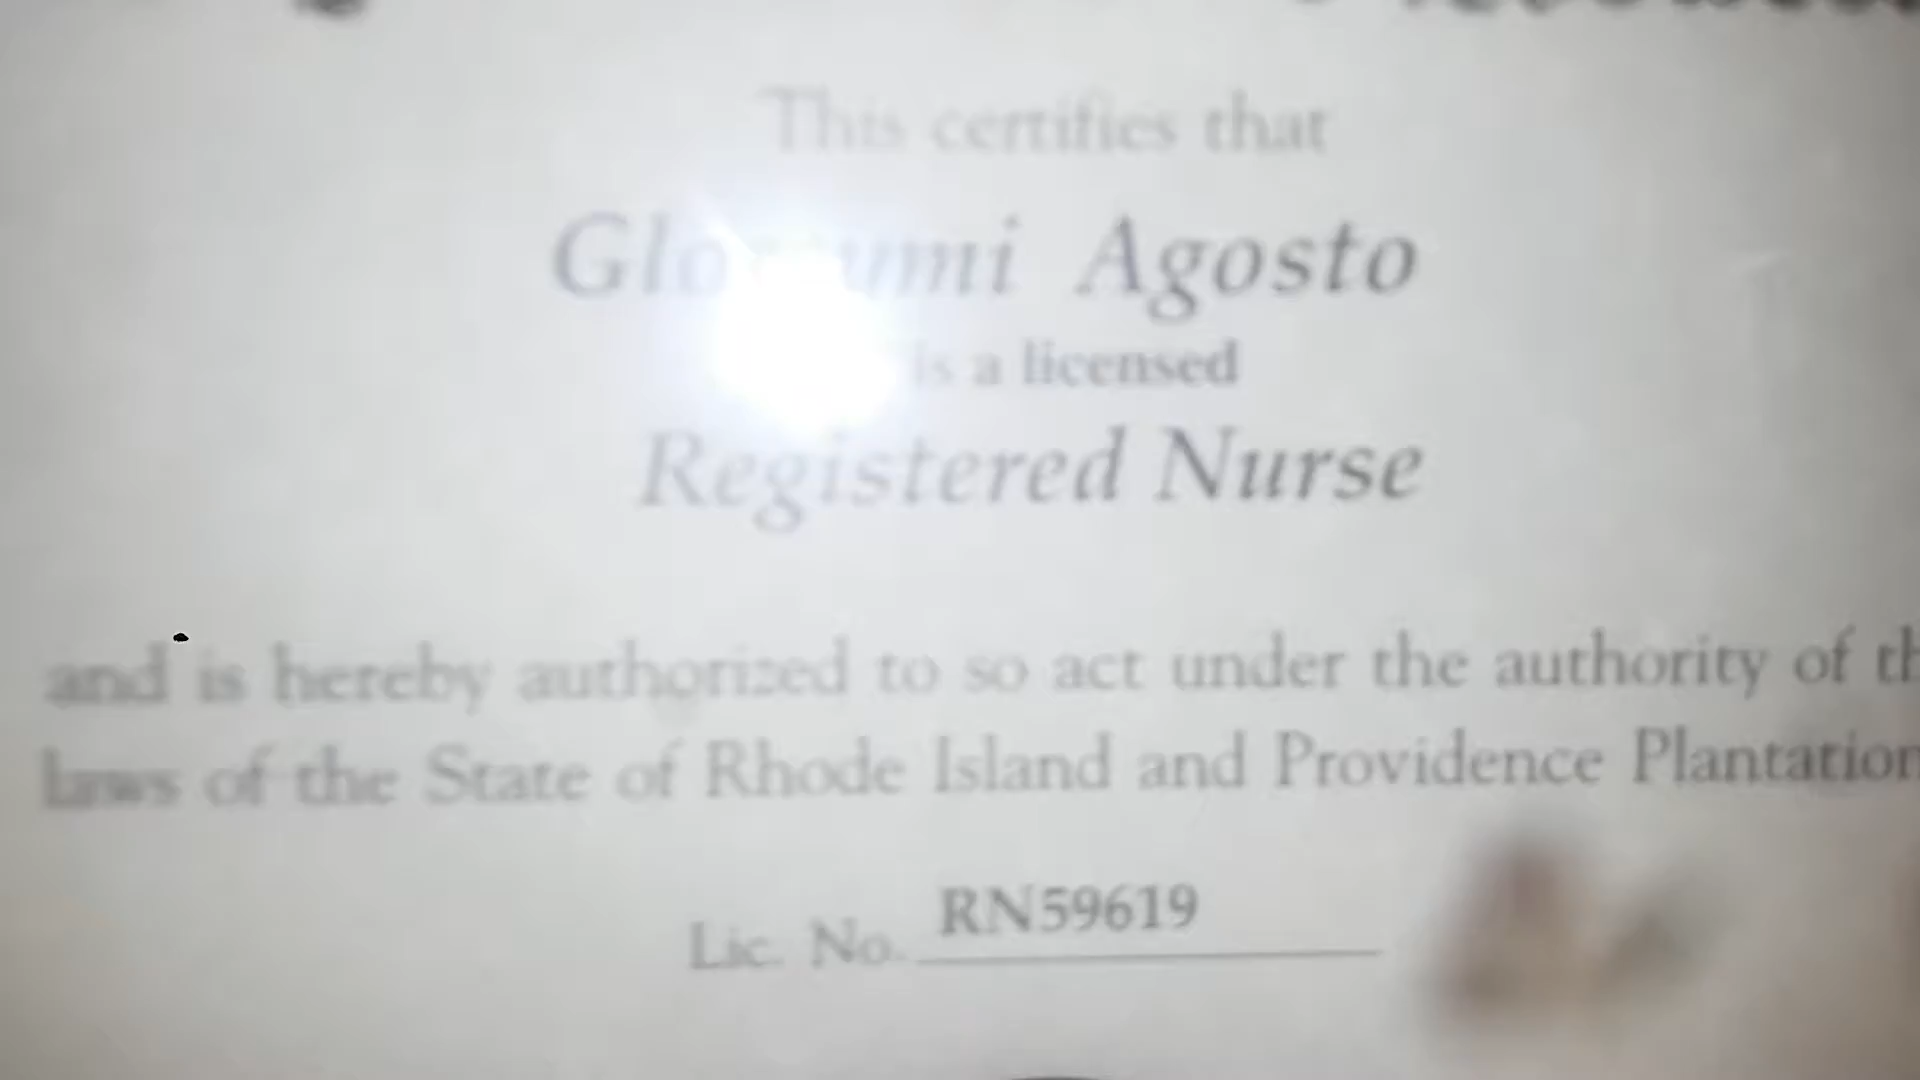 This certifies that
Agosto
is a licensed
Registered Nurse
and is hereby authorized to so act under the authority of
laws of the State of Rhode Island and Providence
Lic. No. RN59619